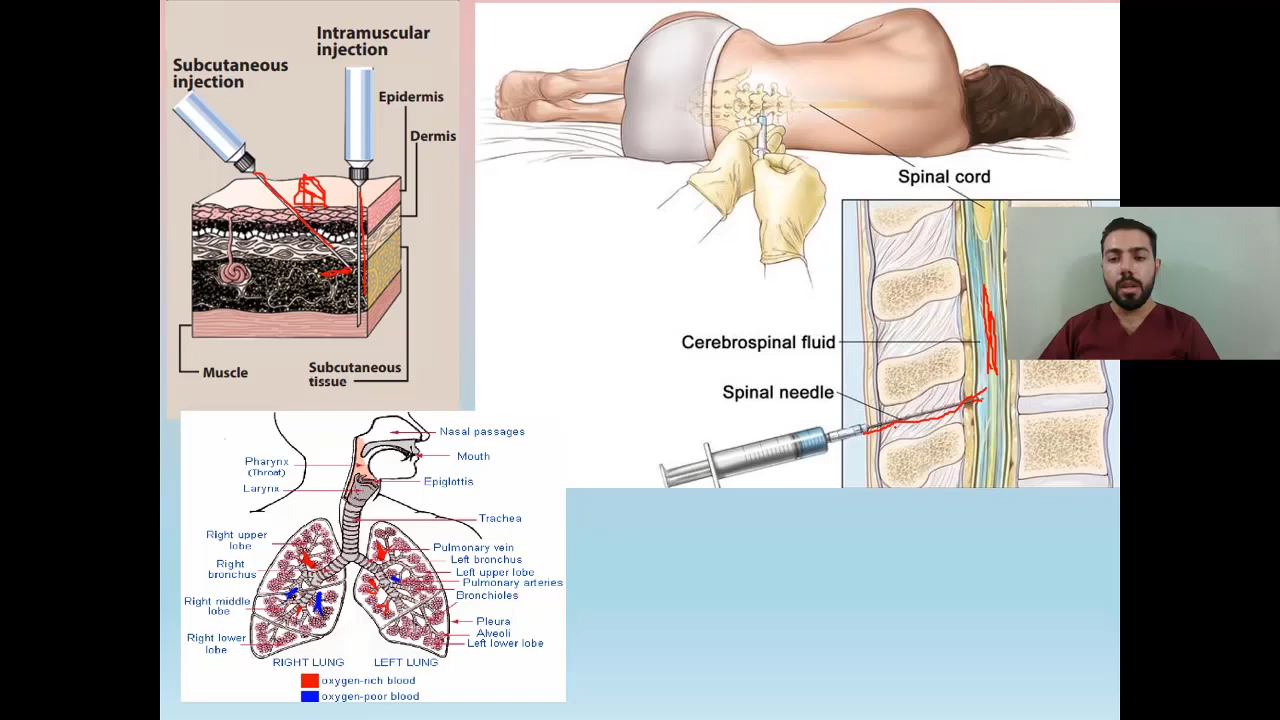 Subcutaneous
injection
Intramuscular
injection
Epidermis
Dermis
Muscle
Subcutaneous
tissue
Spinal cord
Cerebrospinal fluid
Spinal needle
Nasal passages
Mouth
Pharynx
(Throat)
Epiglottis
Larynx
Trachea
Right upper
lobe
Right
bronchus
Right middle
lobe
Right lower
lobe
Pulmonary vein
Left bronchus
Left upper lobe
Pulmonary arteries
Bronchioles
Pleura
Alveoli
Left lower lobe
RIGHT LUNG
LEFT LUNG
oxygen-rich blood
oxygen-poor blood